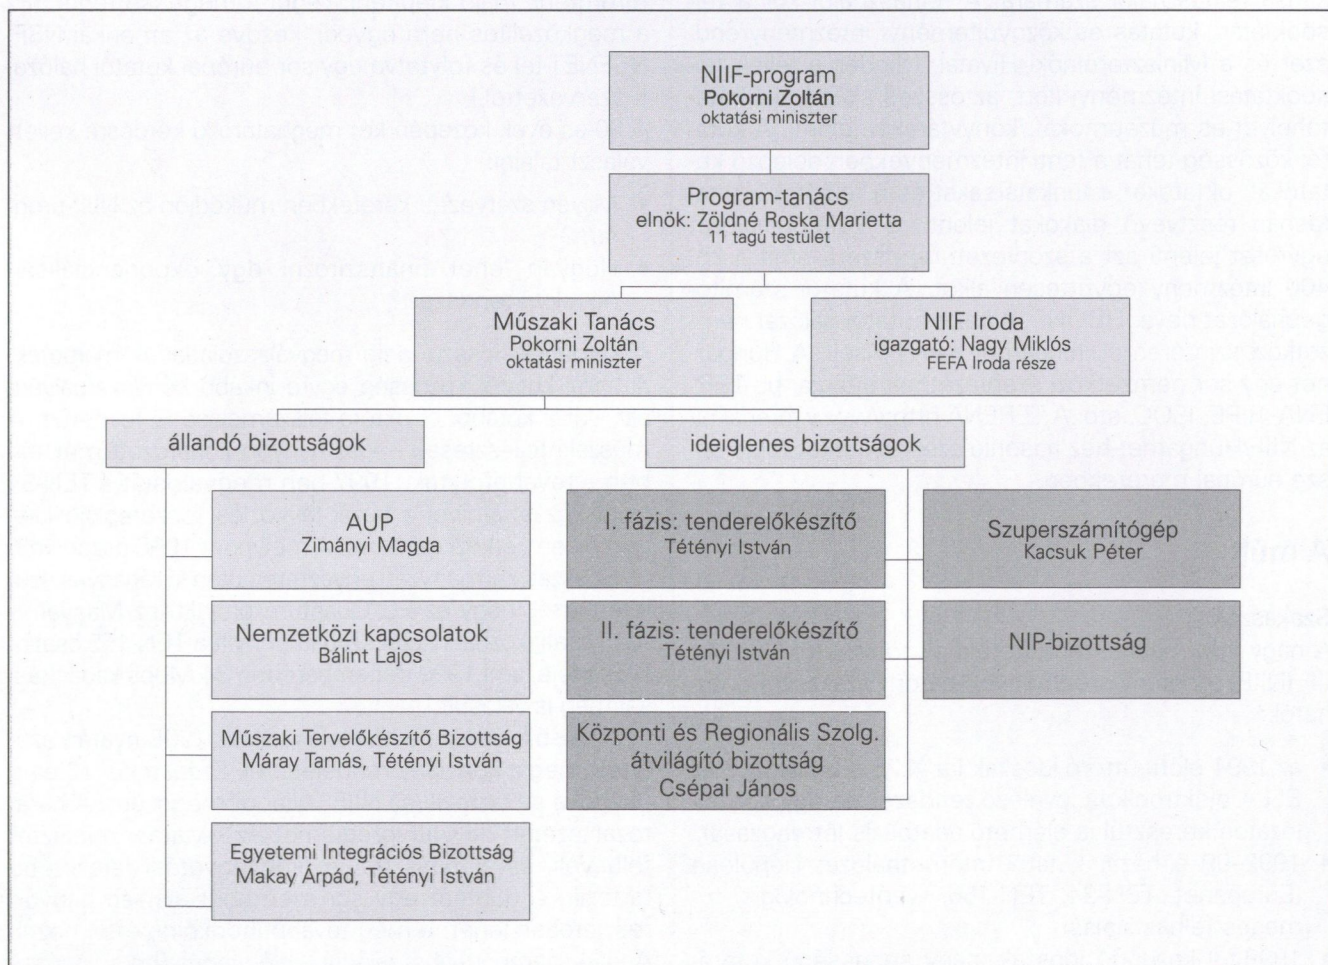 NIIF-program
Pokorni Zoltán
oktatási miniszter
Program-tanács
elnök: Zöldné Roska Marietta
11 tagú testület
Műszaki Tanács
Pokorni Zoltán
oktatási miniszter
NIIF Iroda
igazgató: Nagy Miklós
FEFA Iroda része
állandó bizottságok
ideiglenes bizottságok
AUP
Zimányi Magda
I. fázis: tenderelőkészítő
Tétényi István
Szuperszámítógép
Kacsuk Péter
Nemzetközi kapcsolatok
Bálint Lajos
II. fázis: tenderelőkészítő
Tétényi István
NIP-bizottság
Műszaki Tervelőkészítő Bizottság
Máray Tamás, Tétényi István
Központi és Regionális Szolg.
átvilágító bizottság
Csépai János
Egyetemi Integrációs Bizottság
Makay Árpád, Tétényi István